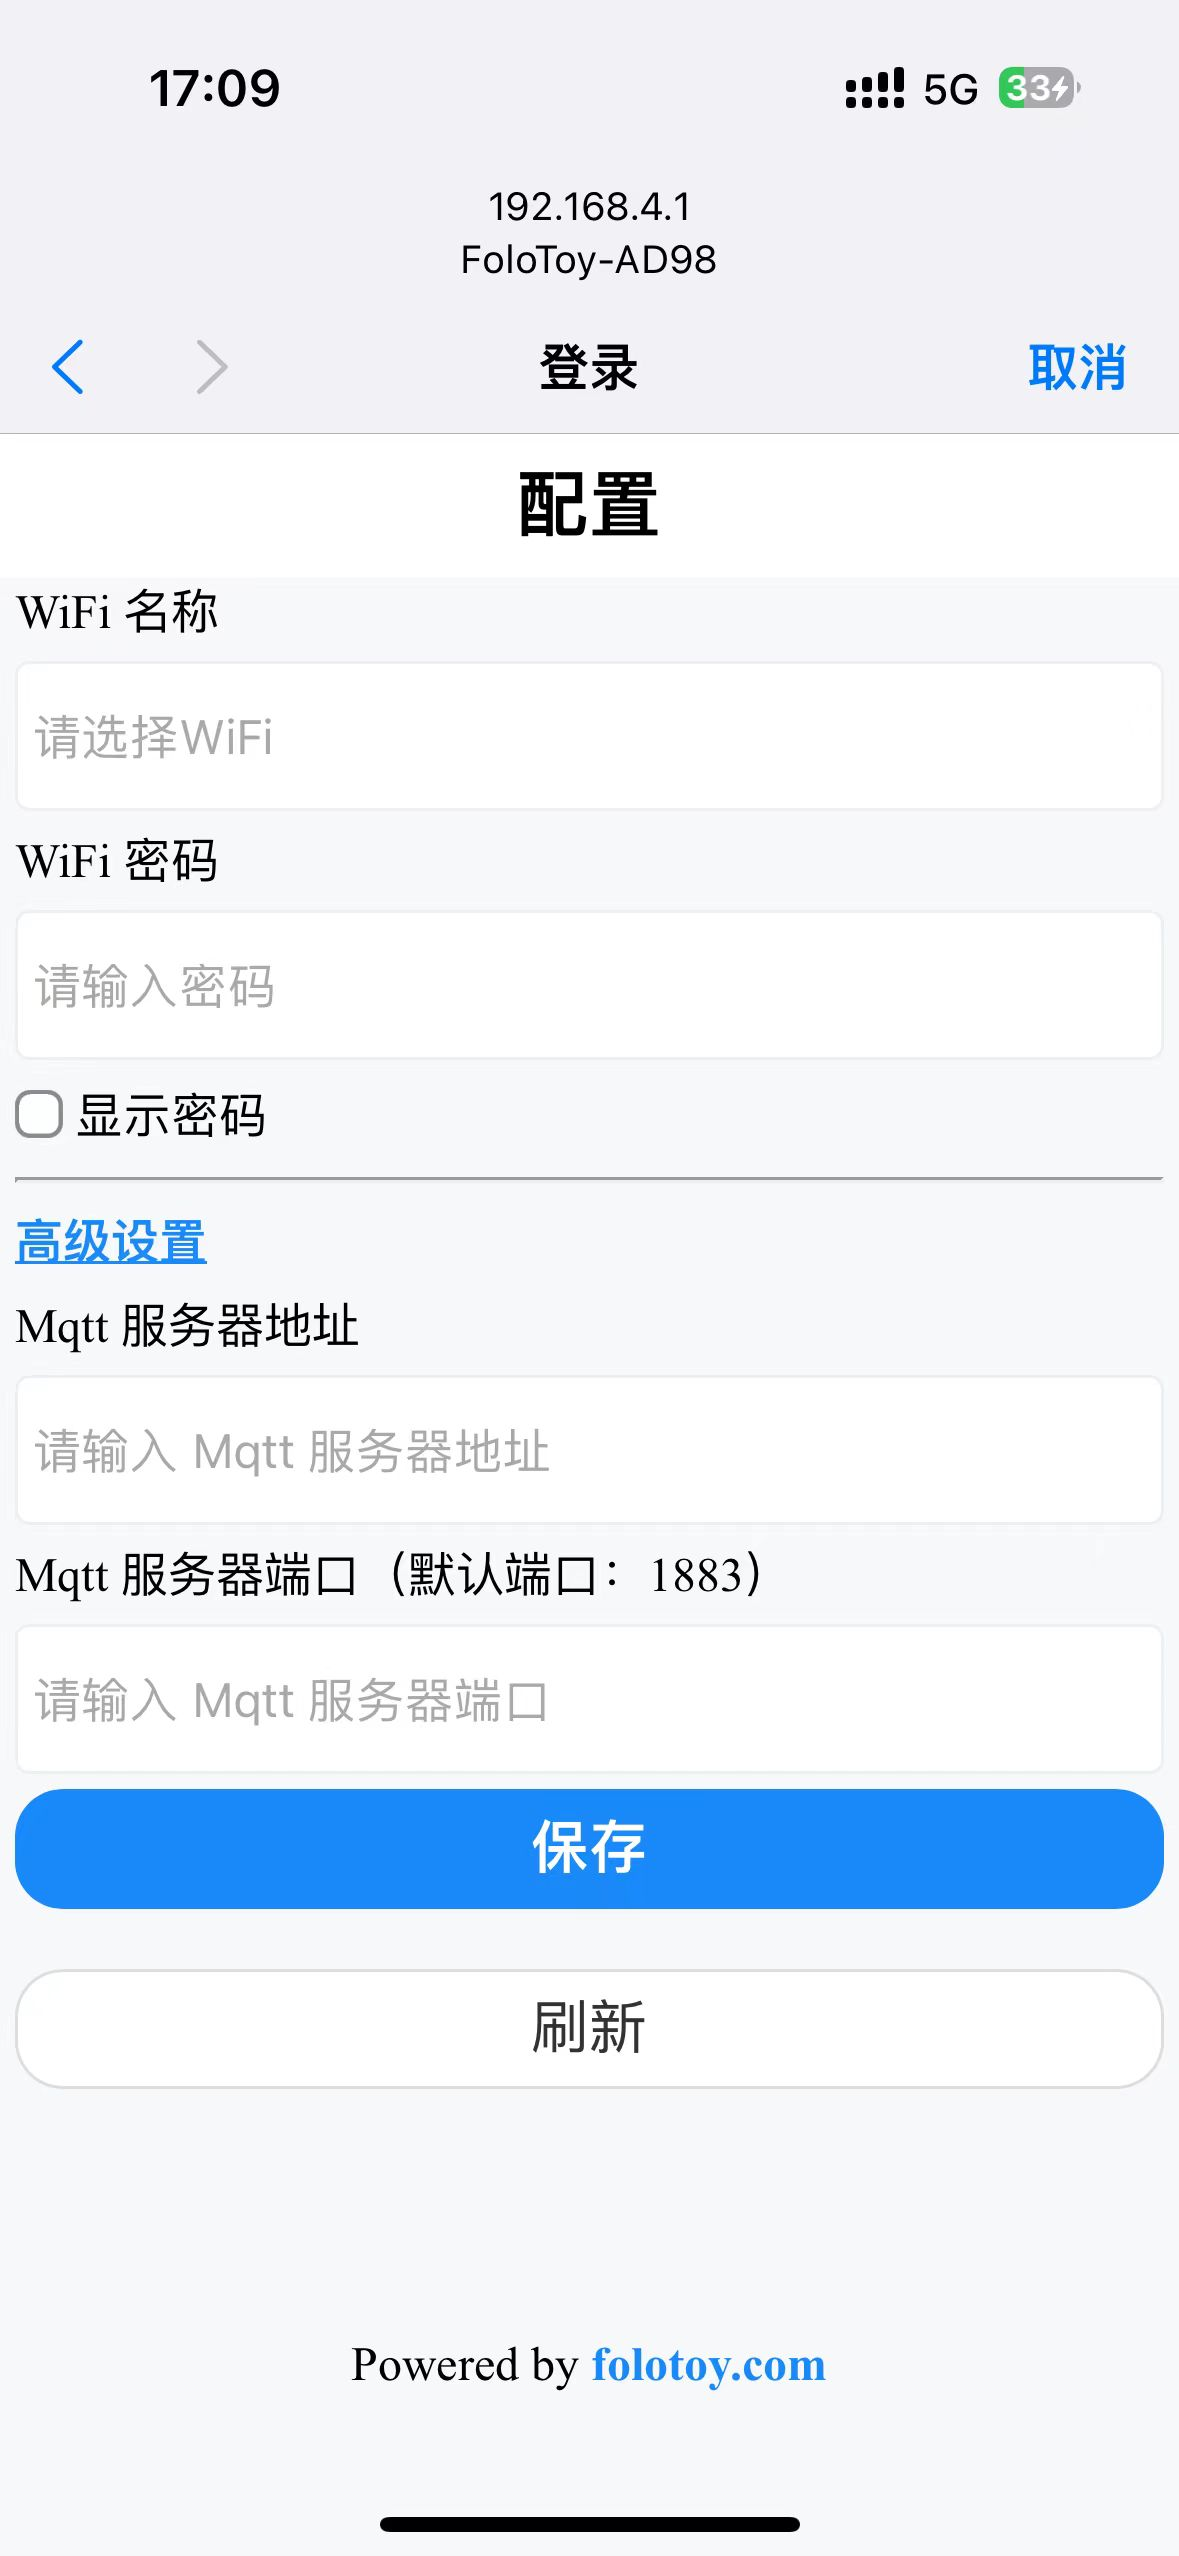 17:09 5G 33
192.168.4.1
FoloToy-AD98
登录 取消
配置
WiFi 名称
请选择WiFi
WiFi 密码
请输入密码
显示密码
高级设置
Mqtt 服务器地址
请输入 Mqtt 服务器地址
Mqtt 服务器端口（默认端口：1883）
请输入 Mqtt 服务器端口
保存
刷新
Powered by folotoy.com